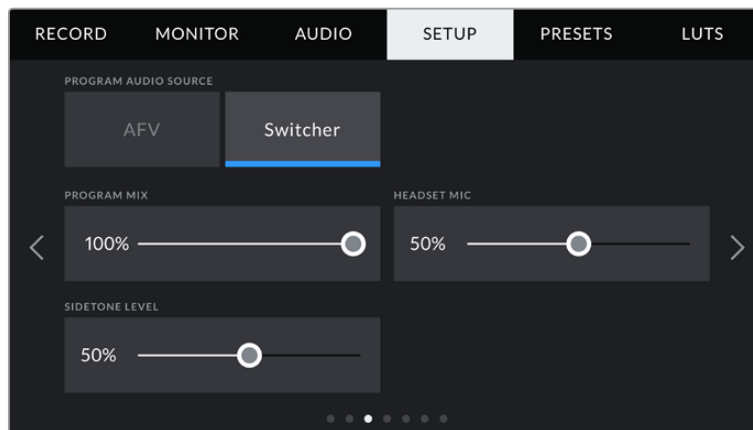 RECORD MONITOR AUDIO SETUP PRESETS LUTS
PROGRAM AUDIO SOURCE
AFV Switcher
PROGRAM MIX HEADSET MIC
100% 50%
SIDETONE LEVEL
50%